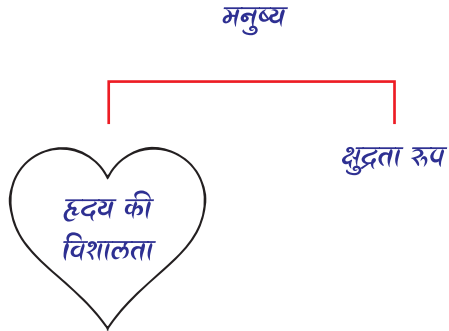 मनुष्य
क्षुद्रता रूप
हृदय की
विशालता